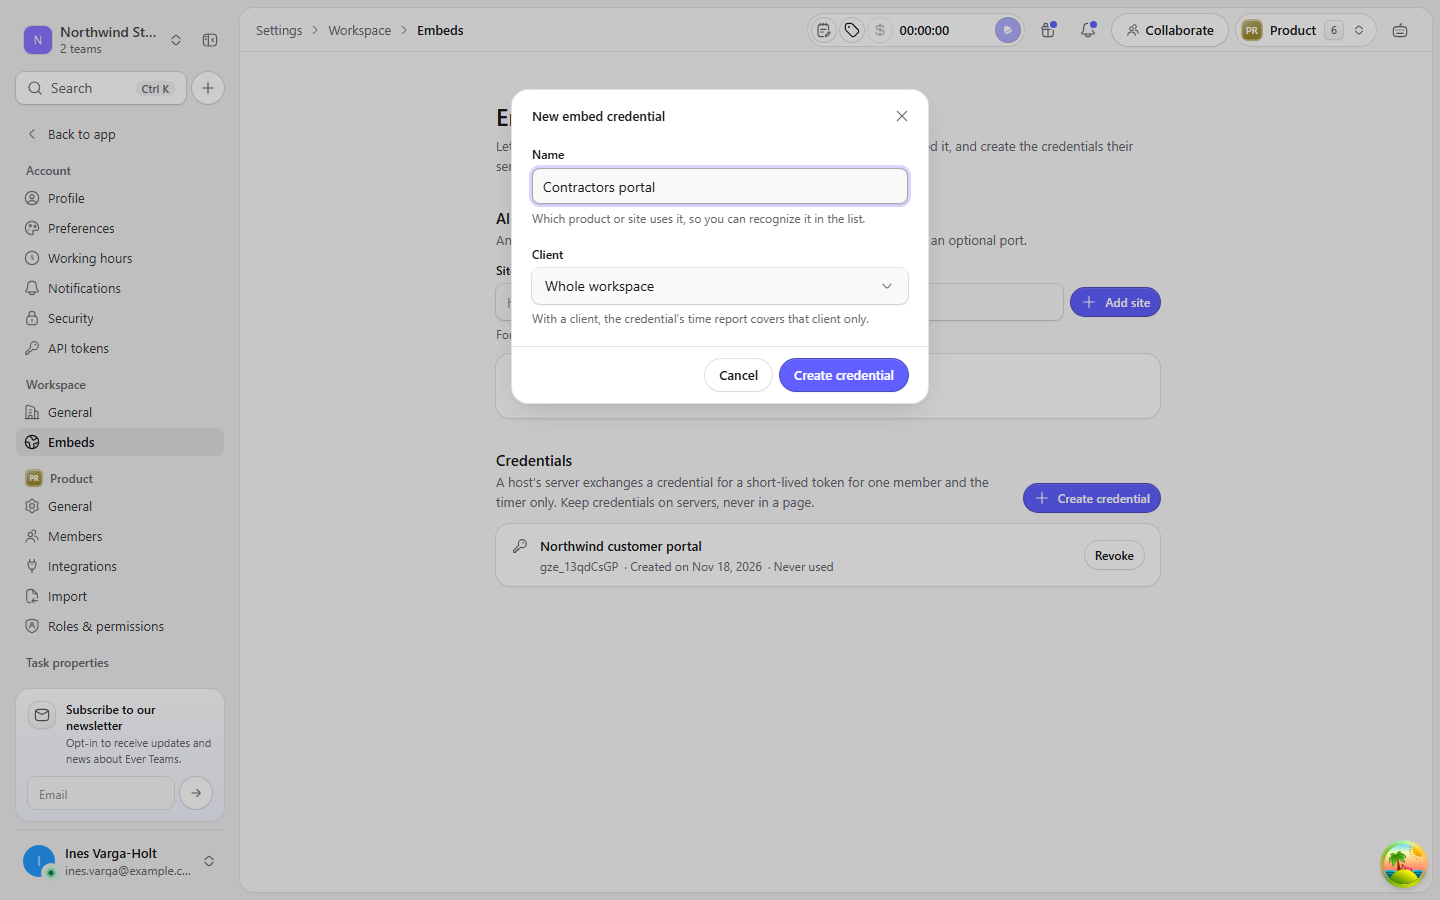 Northwind St...
2 teams
Search
Ctrl K
Back to app
Account
Profile
Preferences
Working hours
Notifications
Security
API tokens
Workspace
General
Embeds
PR Product
General
Members
Integrations
Import
Roles & permissions
Task properties
Subscribe to our
newsletter
Opt-in to receive updates and
news about Ever Teams.
Email
Ines Varga-Holt
ines.varga@example.c...
Settings > Workspace > Embeds
00:00:00
Collaborate
PR Product 6
New embed credential
Name
Contractors portal
Which product or site uses it, so you can recognize it in the list.
Client
Whole workspace
With a client, the credential's time report covers that client only.
Cancel
Create credential
d it, and create the credentials their
an optional port.
Add site
Credentials
A host's server exchanges a credential for a short-lived token for one member and the
timer only. Keep credentials on servers, never in a page.
Create credential
Northwind customer portal
gze_13qdCsGP · Created on Nov 18, 2026 · Never used
Revoke